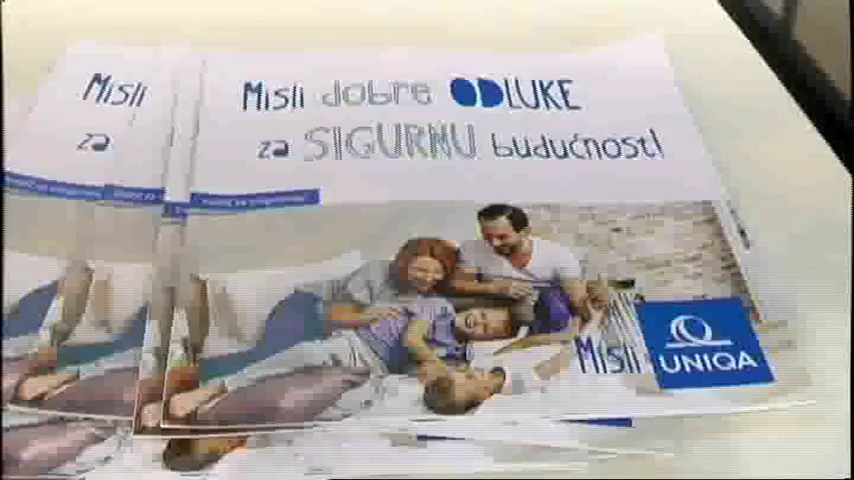 Misli
za
Misli dobre ODLUKE
za SIGURNU budućnost!
Misli
UNIQA